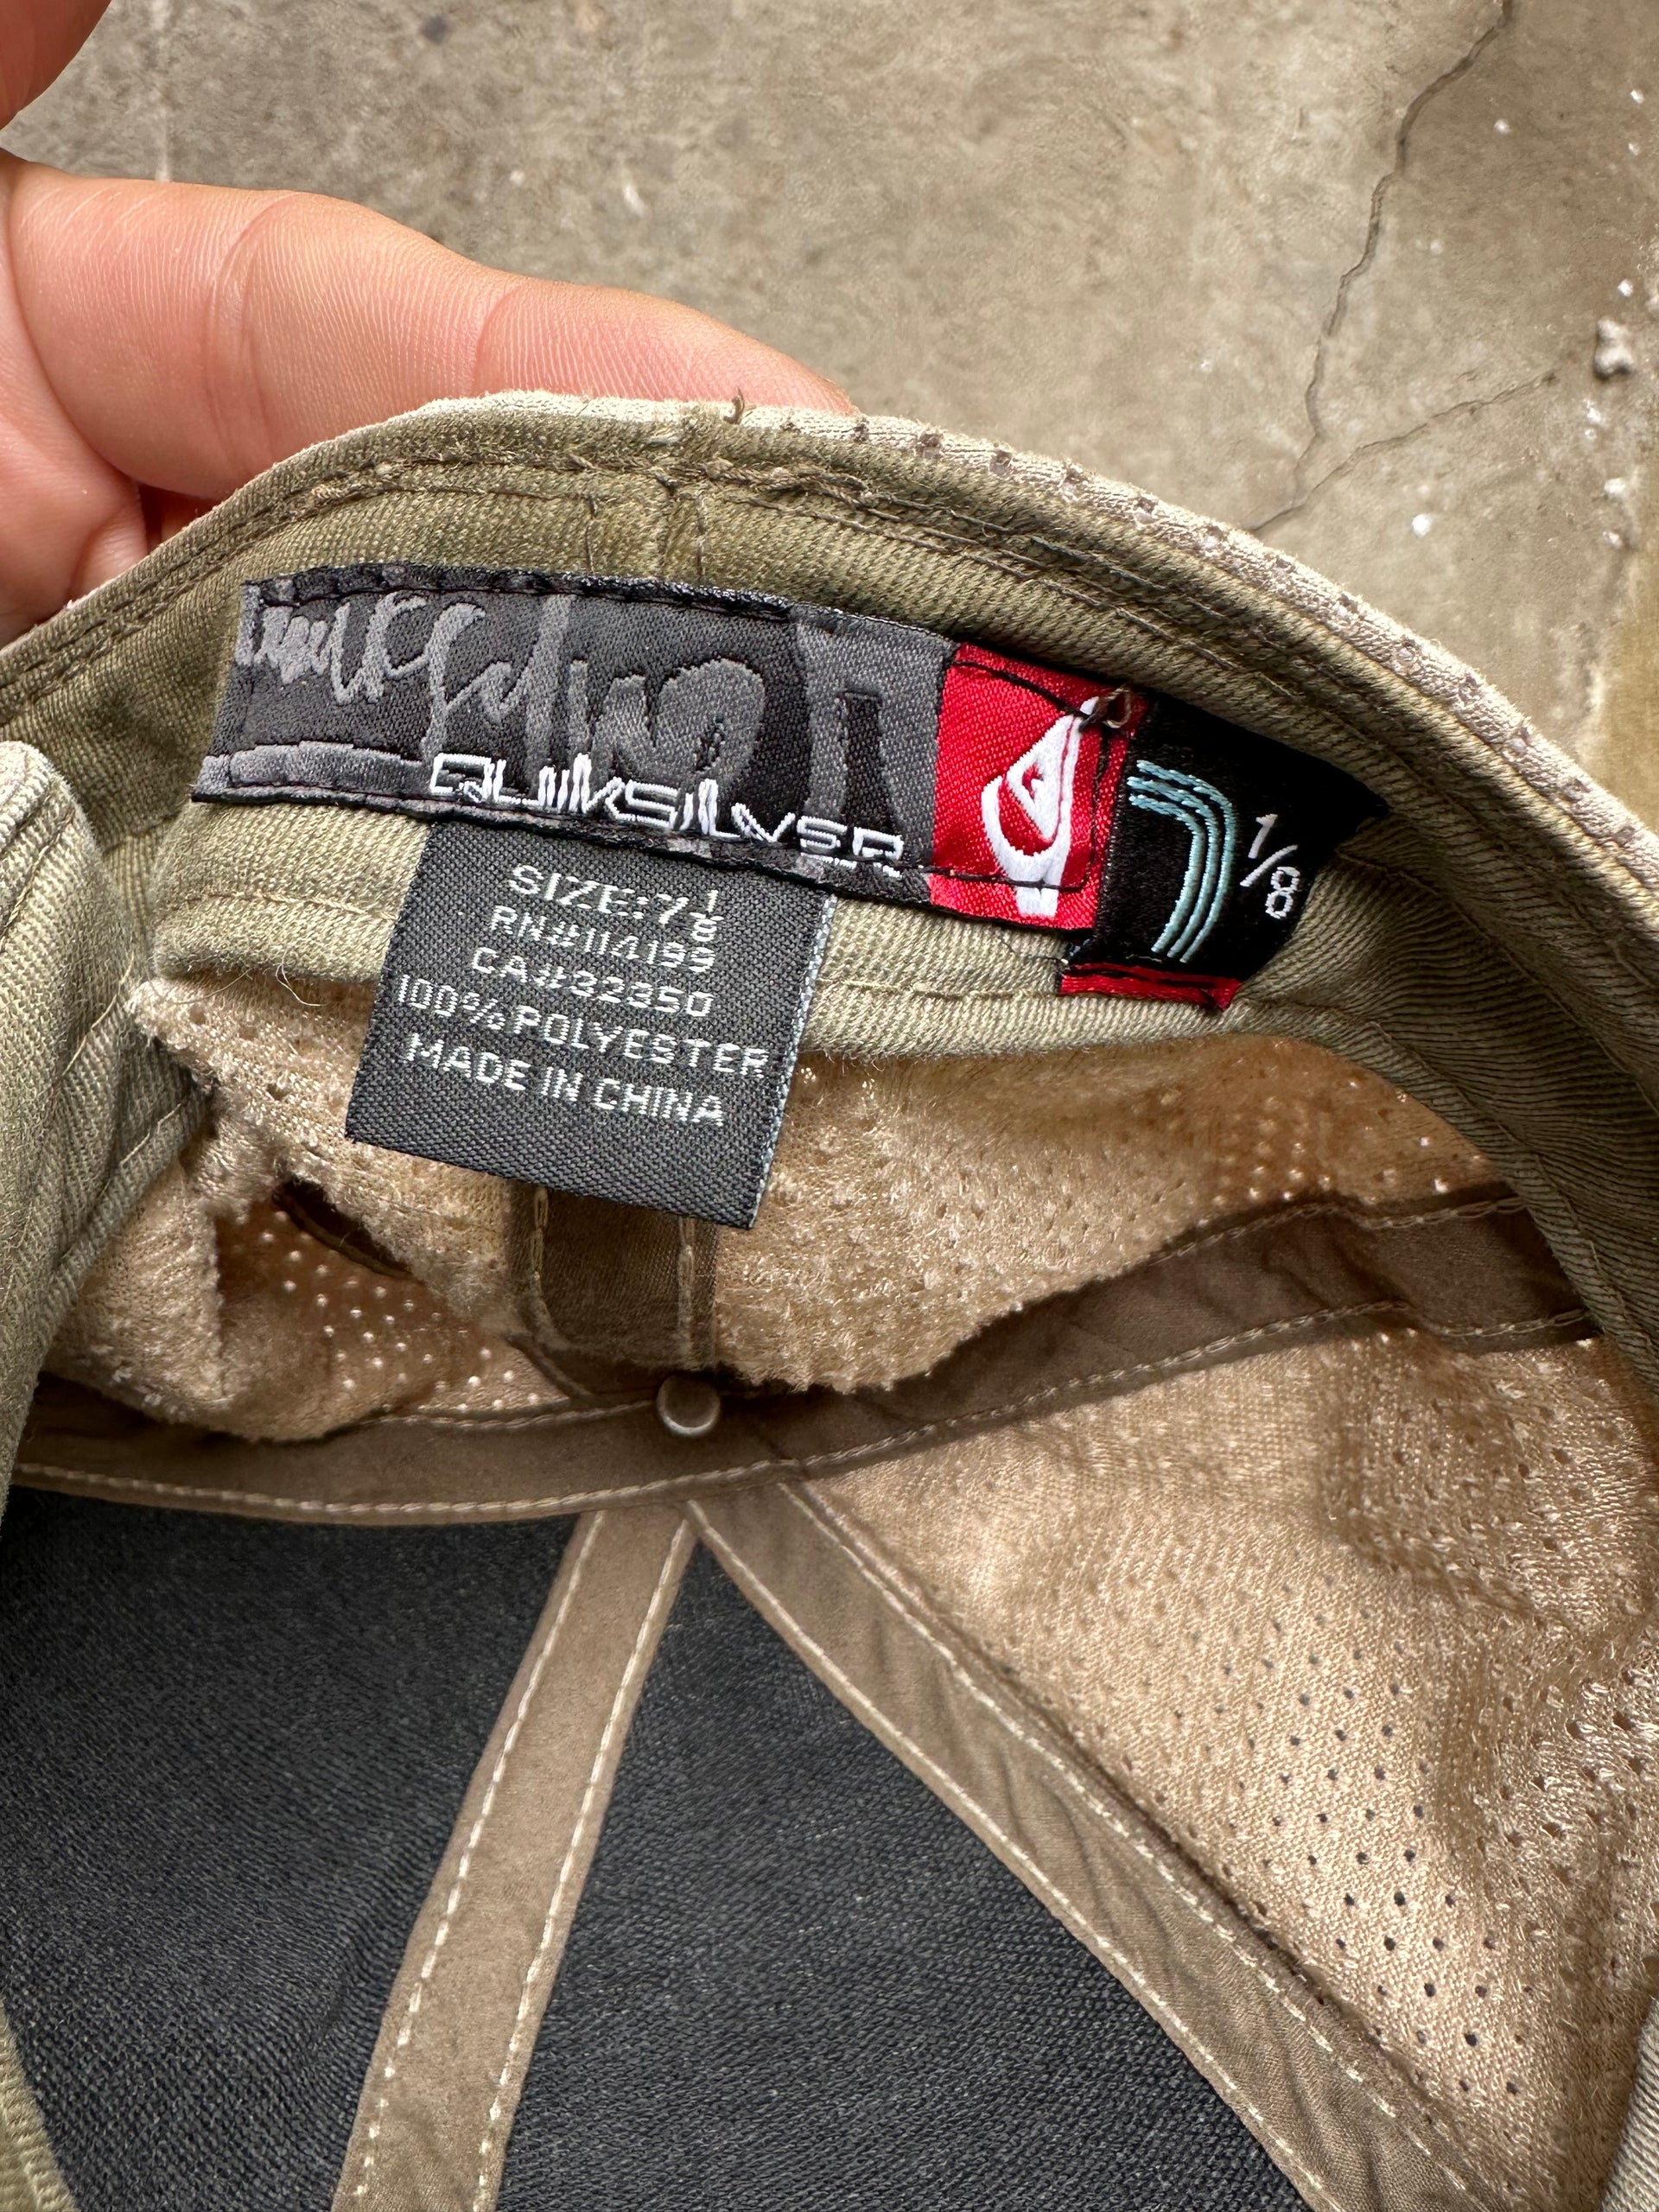 QUIKSILVER
7 1/8
SIZE:7 1/8
RN#114199
CA#32350
100%POLYESTER
MADE IN CHINA